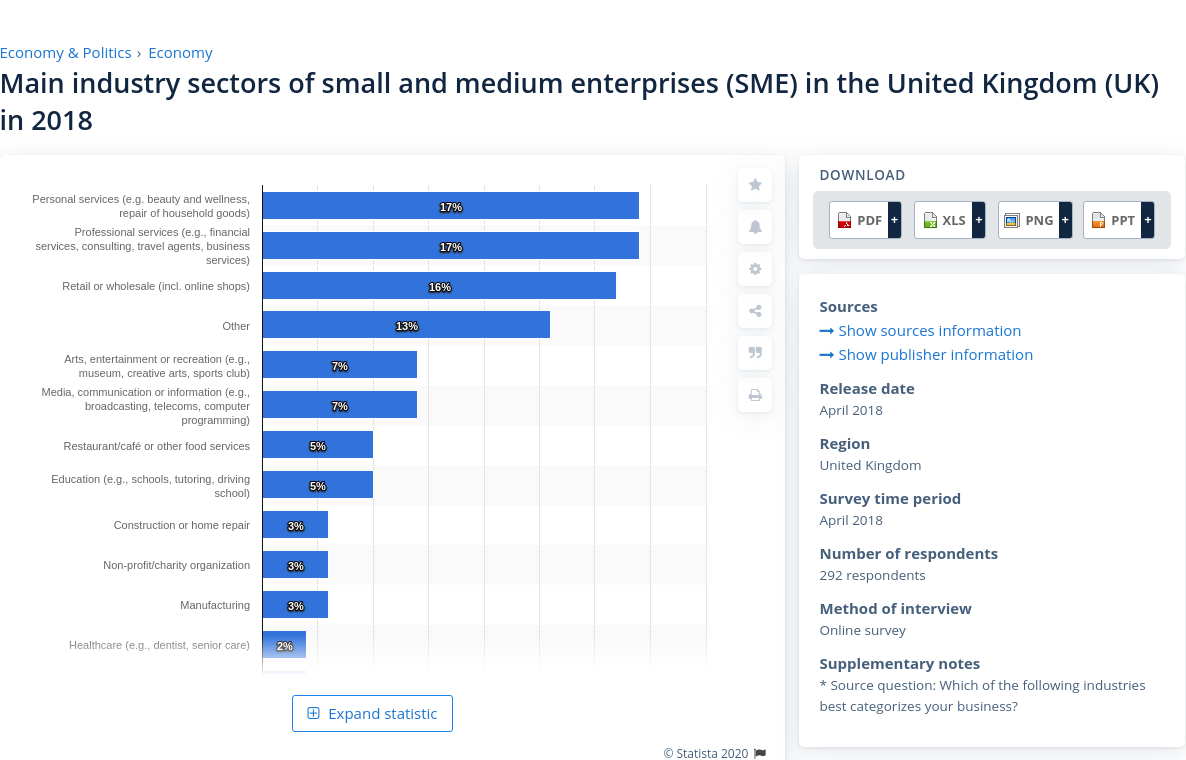 Economy & Politics › Economy
Main industry sectors of small and medium enterprises (SME) in the United Kingdom (UK)
in 2018
Personal services (e.g. beauty and wellness,
repair of household goods)
17%
Professional services (e.g., financial
services, consulting, travel agents, business
services)
17%
Retail or wholesale (incl. online shops)
16%
Other
13%
Arts, entertainment or recreation (e.g.,
museum, creative arts, sports club)
7%
Media, communication or information (e.g.,
broadcasting, telecoms, computer
programming)
7%
Restaurant/café or other food services
5%
Education (e.g., schools, tutoring, driving
school)
5%
Construction or home repair
3%
Non-profit/charity organization
3%
Manufacturing
3%
Healthcare (e.g., dentist, senior care)
2%
Expand statistic
© Statista 2020
DOWNLOAD
PDF + XLS + PNG + PPT +
Sources
Show sources information
Show publisher information
Release date
April 2018
Region
United Kingdom
Survey time period
April 2018
Number of respondents
292 respondents
Method of interview
Online survey
Supplementary notes
* Source question: Which of the following industries
best categorizes your business?